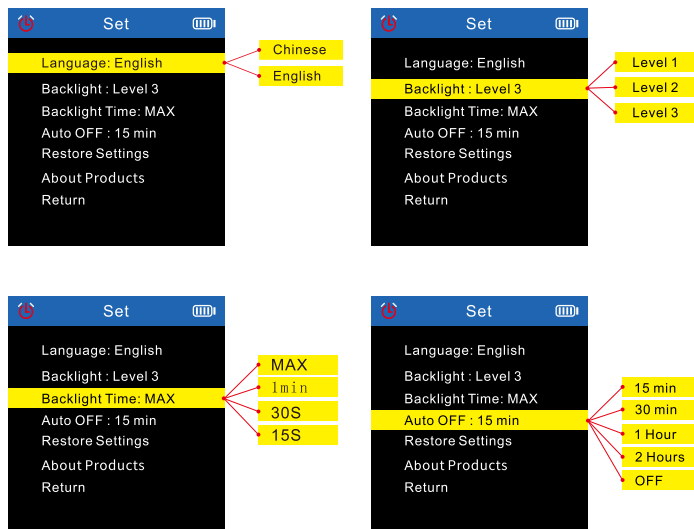 Set
Language: English
Backlight : Level 3
Backlight Time: MAX
Auto OFF : 15 min
Restore Settings
About Products
Return
Chinese
English
Set
Language: English
Backlight : Level 3
Backlight Time: MAX
Auto OFF : 15 min
Restore Settings
About Products
Return
Level 1
Level 2
Level 3
Set
Language: English
Backlight : Level 3
Backlight Time: MAX
Auto OFF : 15 min
Restore Settings
About Products
Return
MAX
1min
30S
15S
Set
Language: English
Backlight : Level 3
Backlight Time: MAX
Auto OFF : 15 min
Restore Settings
About Products
Return
15 min
30 min
1 Hour
2 Hours
OFF